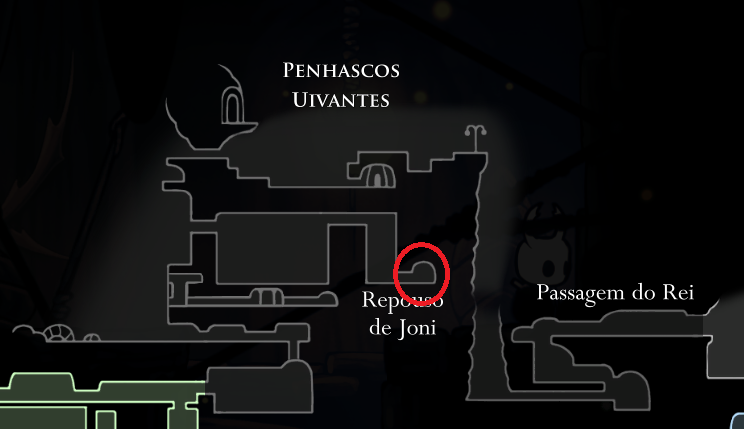 Penhascos
Uivantes
Repouso
de Joni
Passagem do Rei